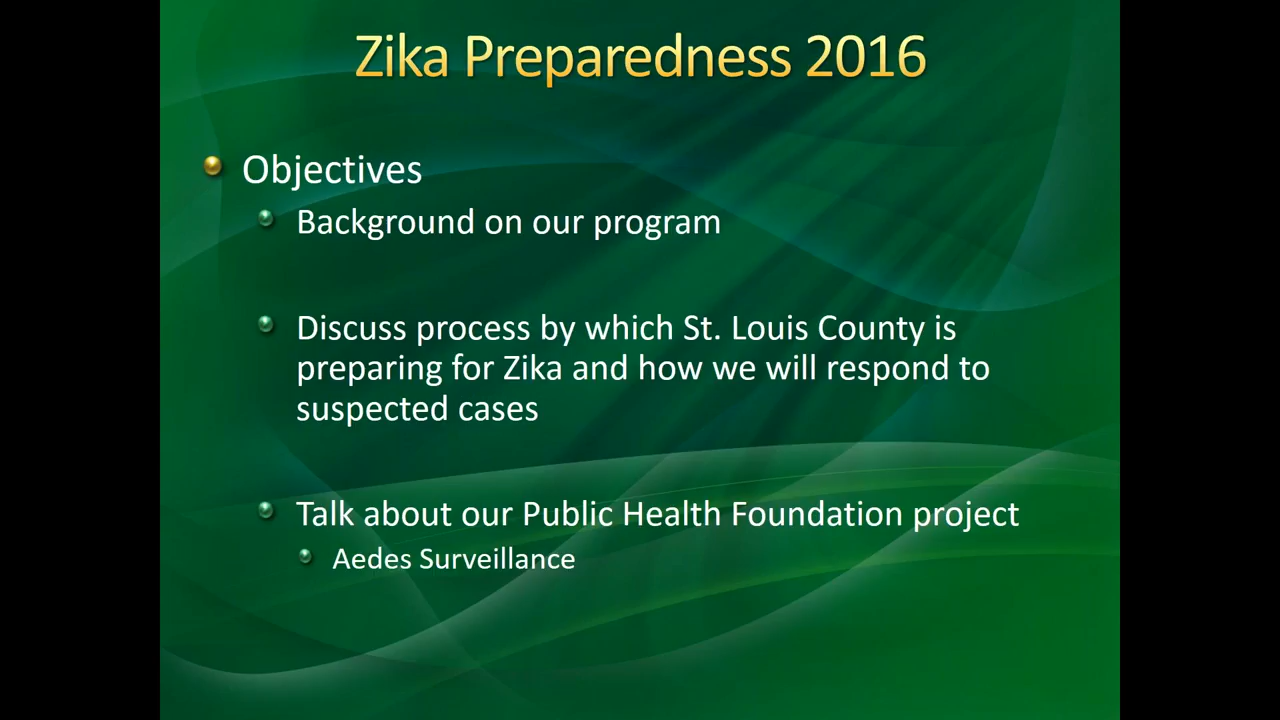 Zika Preparedness 2016
Objectives
Background on our program
Discuss process by which St. Louis County is
preparing for Zika and how we will respond to
suspected cases
Talk about our Public Health Foundation project
Aedes Surveillance